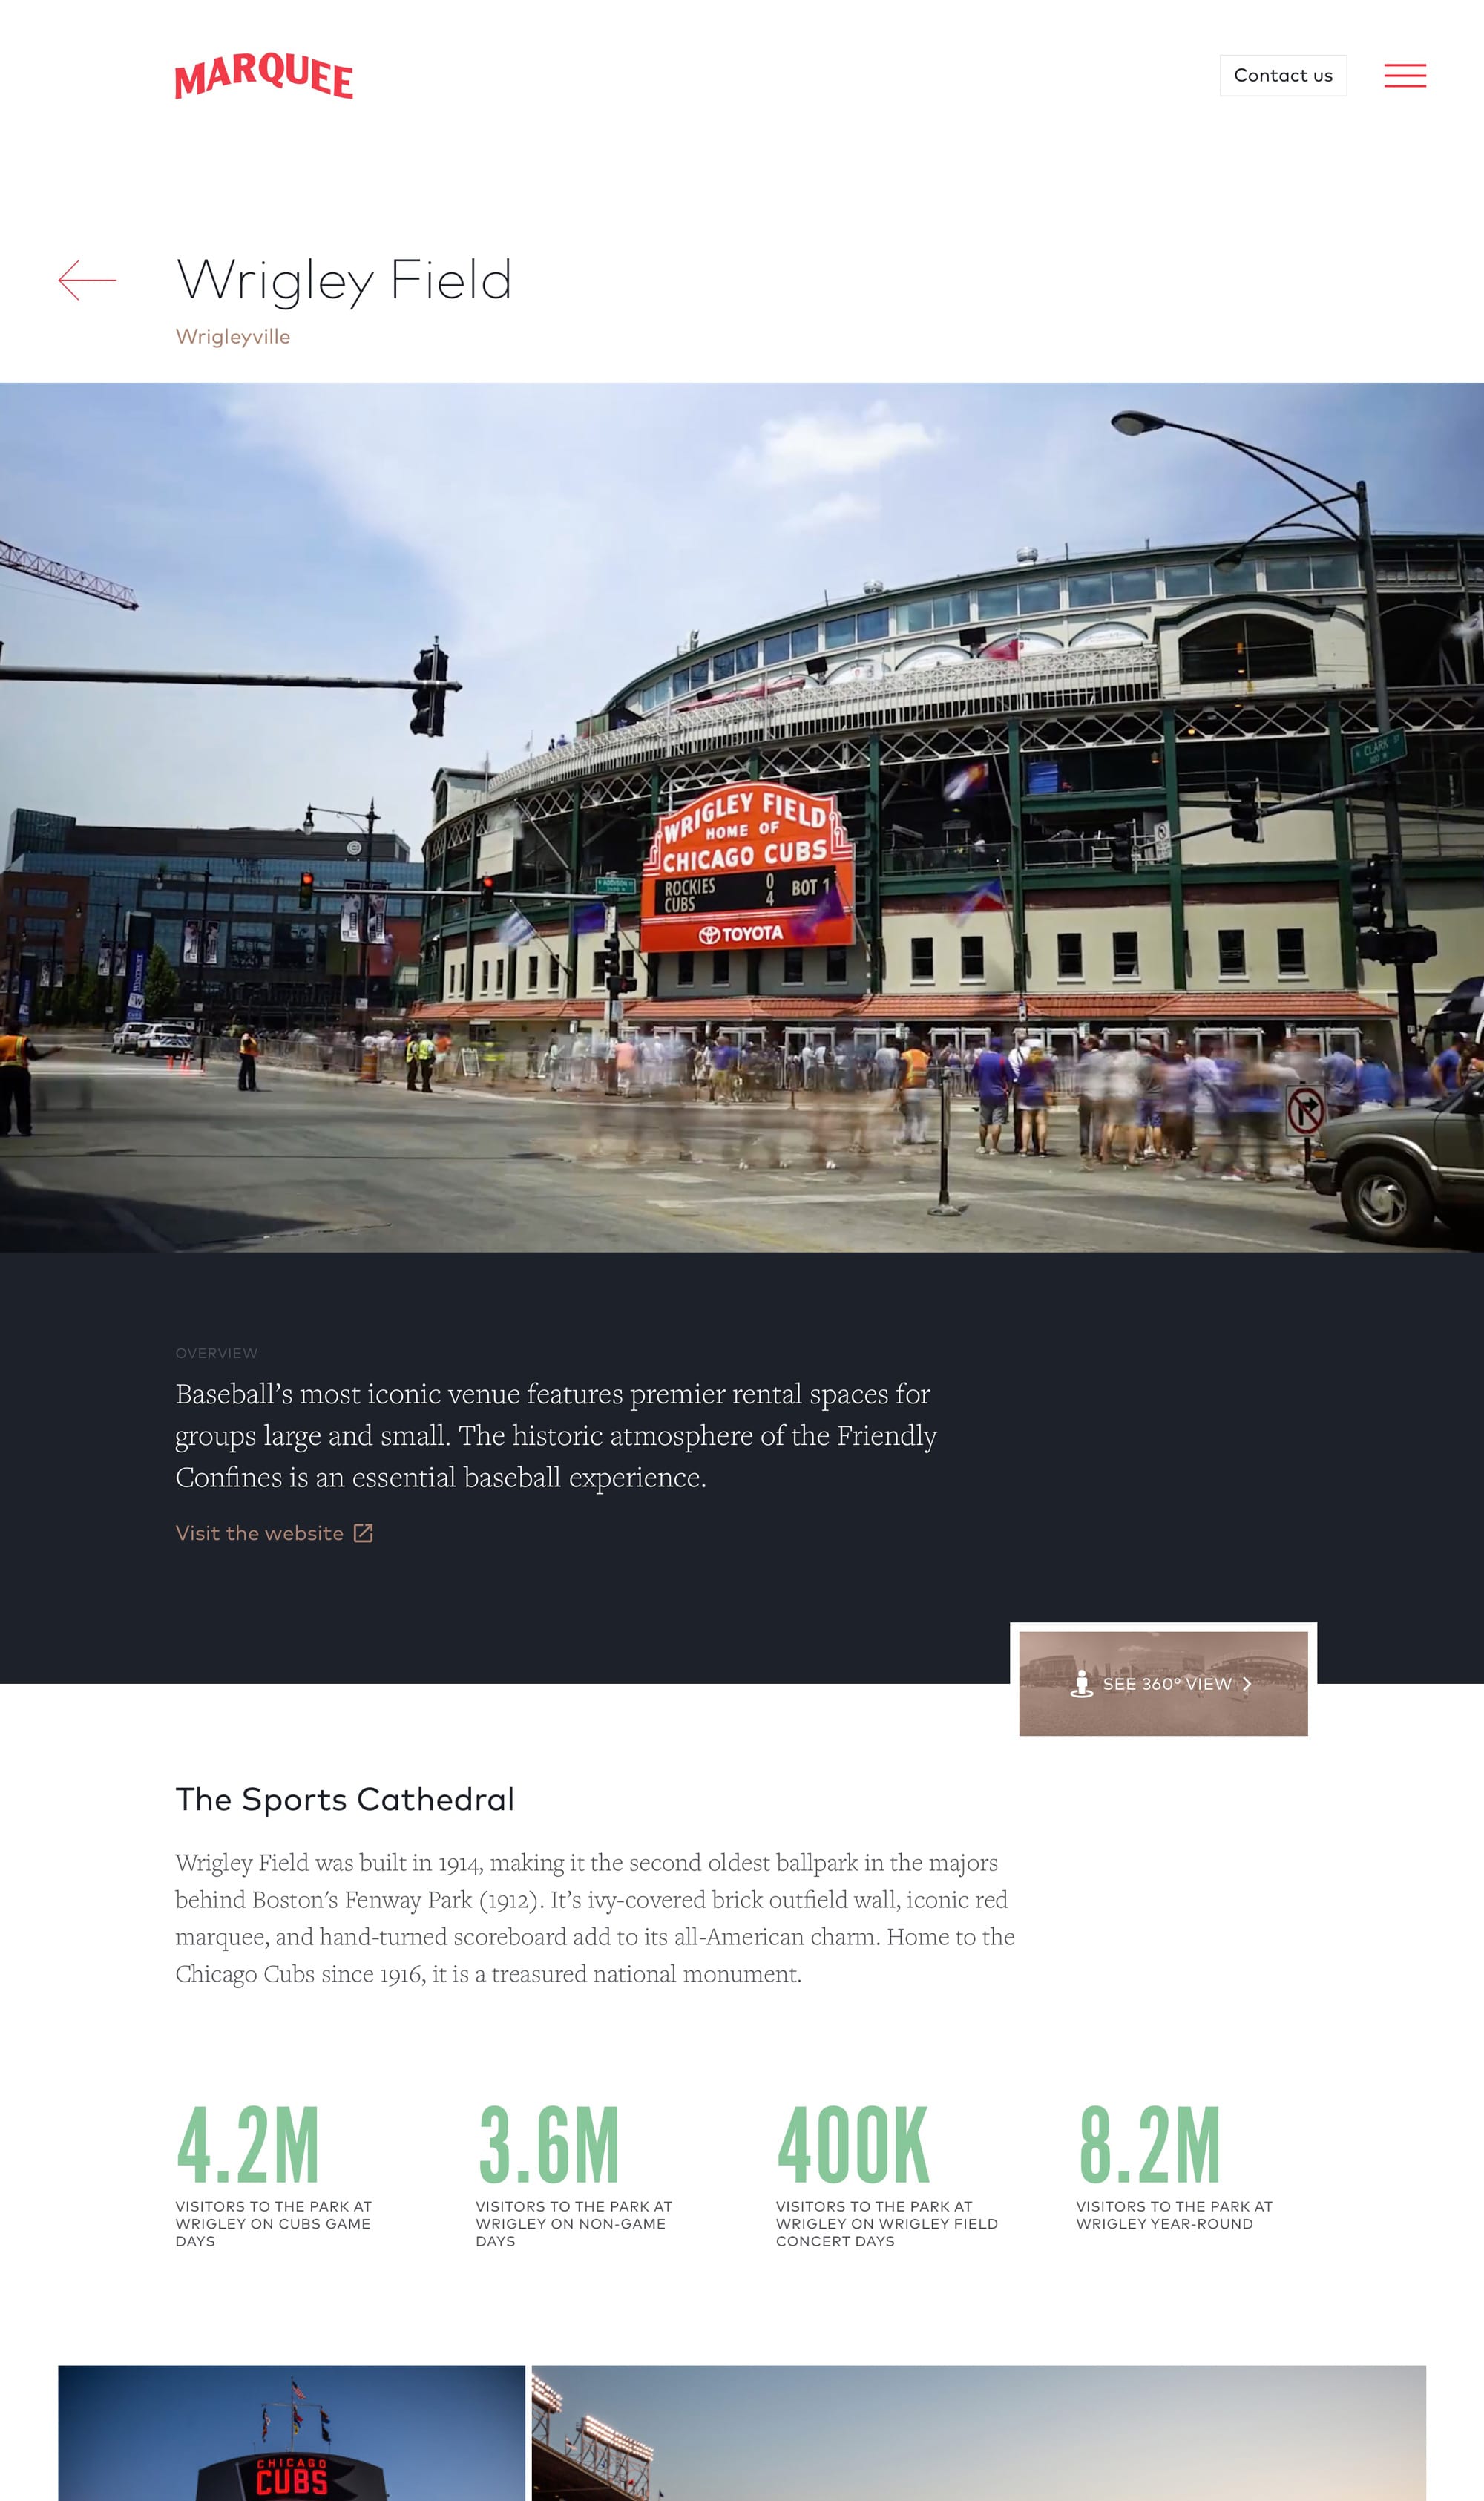 MARQUEE
Contact us
Wrigley Field
Wrigleyville
N CLARK ST
WRIGLEY FIELD
HOME OF
CHICAGO CUBS
ROCKIES 0 BOT 1
CUBS 4
TOYOTA
ADDISON
OVERVIEW
Baseball’s most iconic venue features premier rental spaces for
groups large and small. The historic atmosphere of the Friendly
Confines is an essential baseball experience.
Visit the website
SEE 360° VIEW
The Sports Cathedral
Wrigley Field was built in 1914, making it the second oldest ballpark in the majors
behind Boston's Fenway Park (1912). It’s ivy-covered brick outfield wall, iconic red
marquee, and hand-turned scoreboard add to its all-American charm. Home to the
Chicago Cubs since 1916, it is a treasured national monument.
4.2M
VISITORS TO THE PARK AT
WRIGLEY ON CUBS GAME
DAYS
3.6M
VISITORS TO THE PARK AT
WRIGLEY ON NON-GAME
DAYS
400K
VISITORS TO THE PARK AT
WRIGLEY ON WRIGLEY FIELD
CONCERT DAYS
8.2M
VISITORS TO THE PARK AT
WRIGLEY YEAR-ROUND
CHICAGO
CUBS